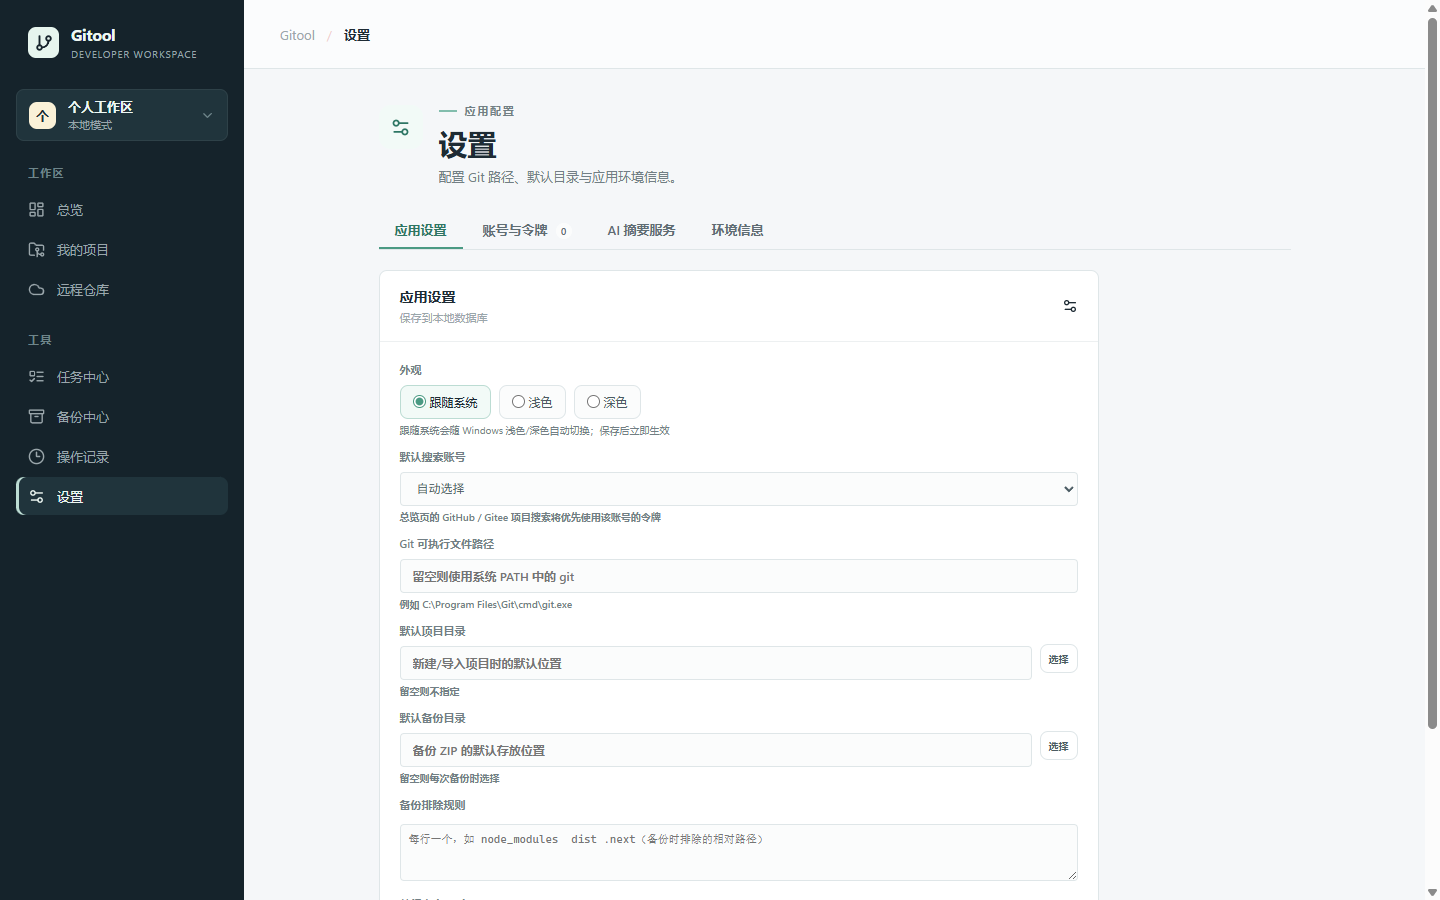 Gitool
DEVELOPER WORKSPACE
个
个人工作区
本地模式
工作区
总览
我的项目
远程仓库
工具
任务中心
备份中心
操作记录
设置
Gitool / 设置
应用配置
设置
配置 Git 路径、默认目录与应用环境信息。
应用设置 账号与令牌 0 AI 摘要服务 环境信息
应用设置
保存到本地数据库
外观
跟随系统 浅色 深色
跟随系统会随 Windows 浅色/深色自动切换；保存后立即生效
默认搜索账号
自动选择
总览页的 GitHub / Gitee 项目搜索将优先使用该账号的令牌
Git 可执行文件路径
留空则使用系统 PATH 中的 git
例如 C:\Program Files\Git\cmd\git.exe
默认项目目录
新建/导入项目时的默认位置 选择
留空则不指定
默认备份目录
备份 ZIP 的默认存放位置 选择
留空则每次备份时选择
备份排除规则
每行一个，如 node_modules dist .next（备份时排除的相对路径）